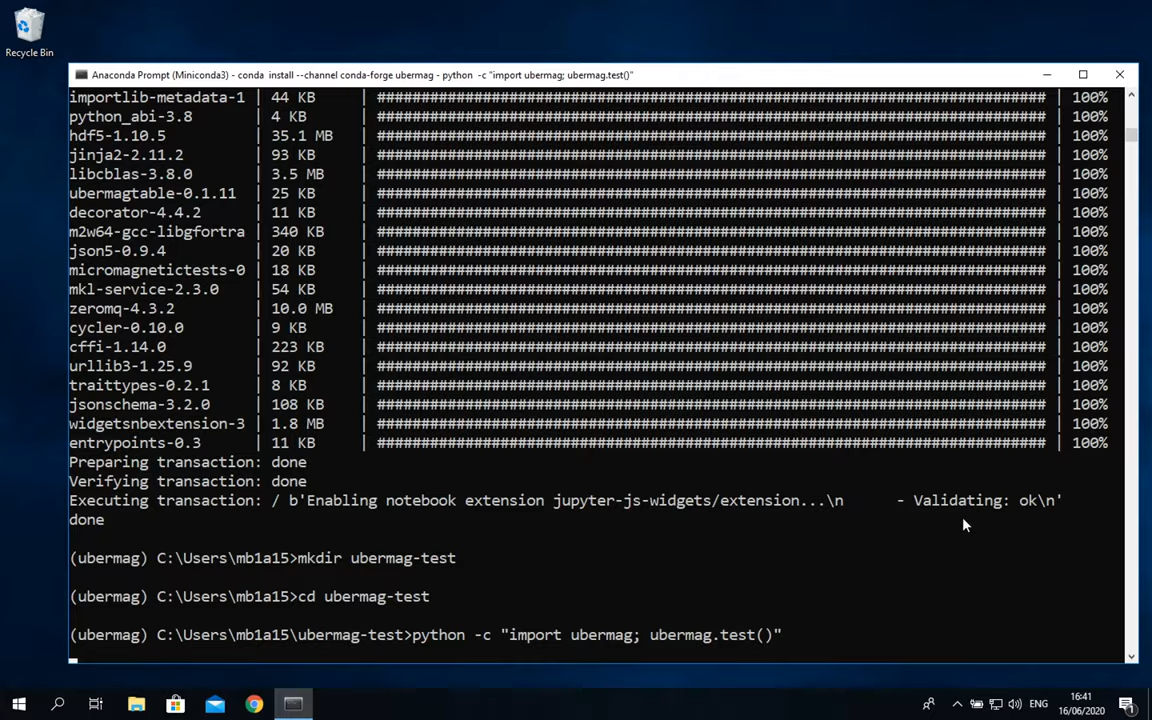 Recycle Bin
Anaconda Prompt (Miniconda3) - conda  install --channel conda-forge ubermag - python  -c "import ubermag; ubermag.test()"
importlib-metadata-1 | 44 KB     | ################################################################### | 100%
python_abi-3.8       | 4 KB      | ################################################################### | 100%
hdf5-1.10.5          | 35.1 MB   | ################################################################### | 100%
jinja2-2.11.2        | 93 KB     | ################################################################### | 100%
libcblas-3.8.0       | 3.5 MB    | ################################################################### | 100%
ubermagtable-0.1.11  | 25 KB     | ################################################################### | 100%
decorator-4.4.2      | 11 KB     | ################################################################### | 100%
m2w64-gcc-libgfortra | 340 KB    | ################################################################### | 100%
json5-0.9.4          | 20 KB     | ################################################################### | 100%
micromagnetictests-0 | 18 KB     | ################################################################### | 100%
mkl-service-2.3.0    | 54 KB     | ################################################################### | 100%
zeromq-4.3.2         | 10.0 MB   | ################################################################### | 100%
cycler-0.10.0        | 9 KB      | ################################################################### | 100%
cffi-1.14.0          | 223 KB    | ################################################################### | 100%
urllib3-1.25.9       | 92 KB     | ################################################################### | 100%
traittypes-0.2.1     | 8 KB      | ################################################################### | 100%
jsonschema-3.2.0     | 108 KB    | ################################################################### | 100%
widgetsnbextension-3 | 1.8 MB    | ################################################################### | 100%
entrypoints-0.3      | 11 KB     | ################################################################### | 100%
Preparing transaction: done
Verifying transaction: done
Executing transaction: / b'Enabling notebook extension jupyter-js-widgets/extension...\n      - Validating: ok\n'
done
(ubermag) C:\Users\mb1a15>mkdir ubermag-test
(ubermag) C:\Users\mb1a15>cd ubermag-test
(ubermag) C:\Users\mb1a15\ubermag-test>python -c "import ubermag; ubermag.test()"
ENG
16:41
16/06/2020
1